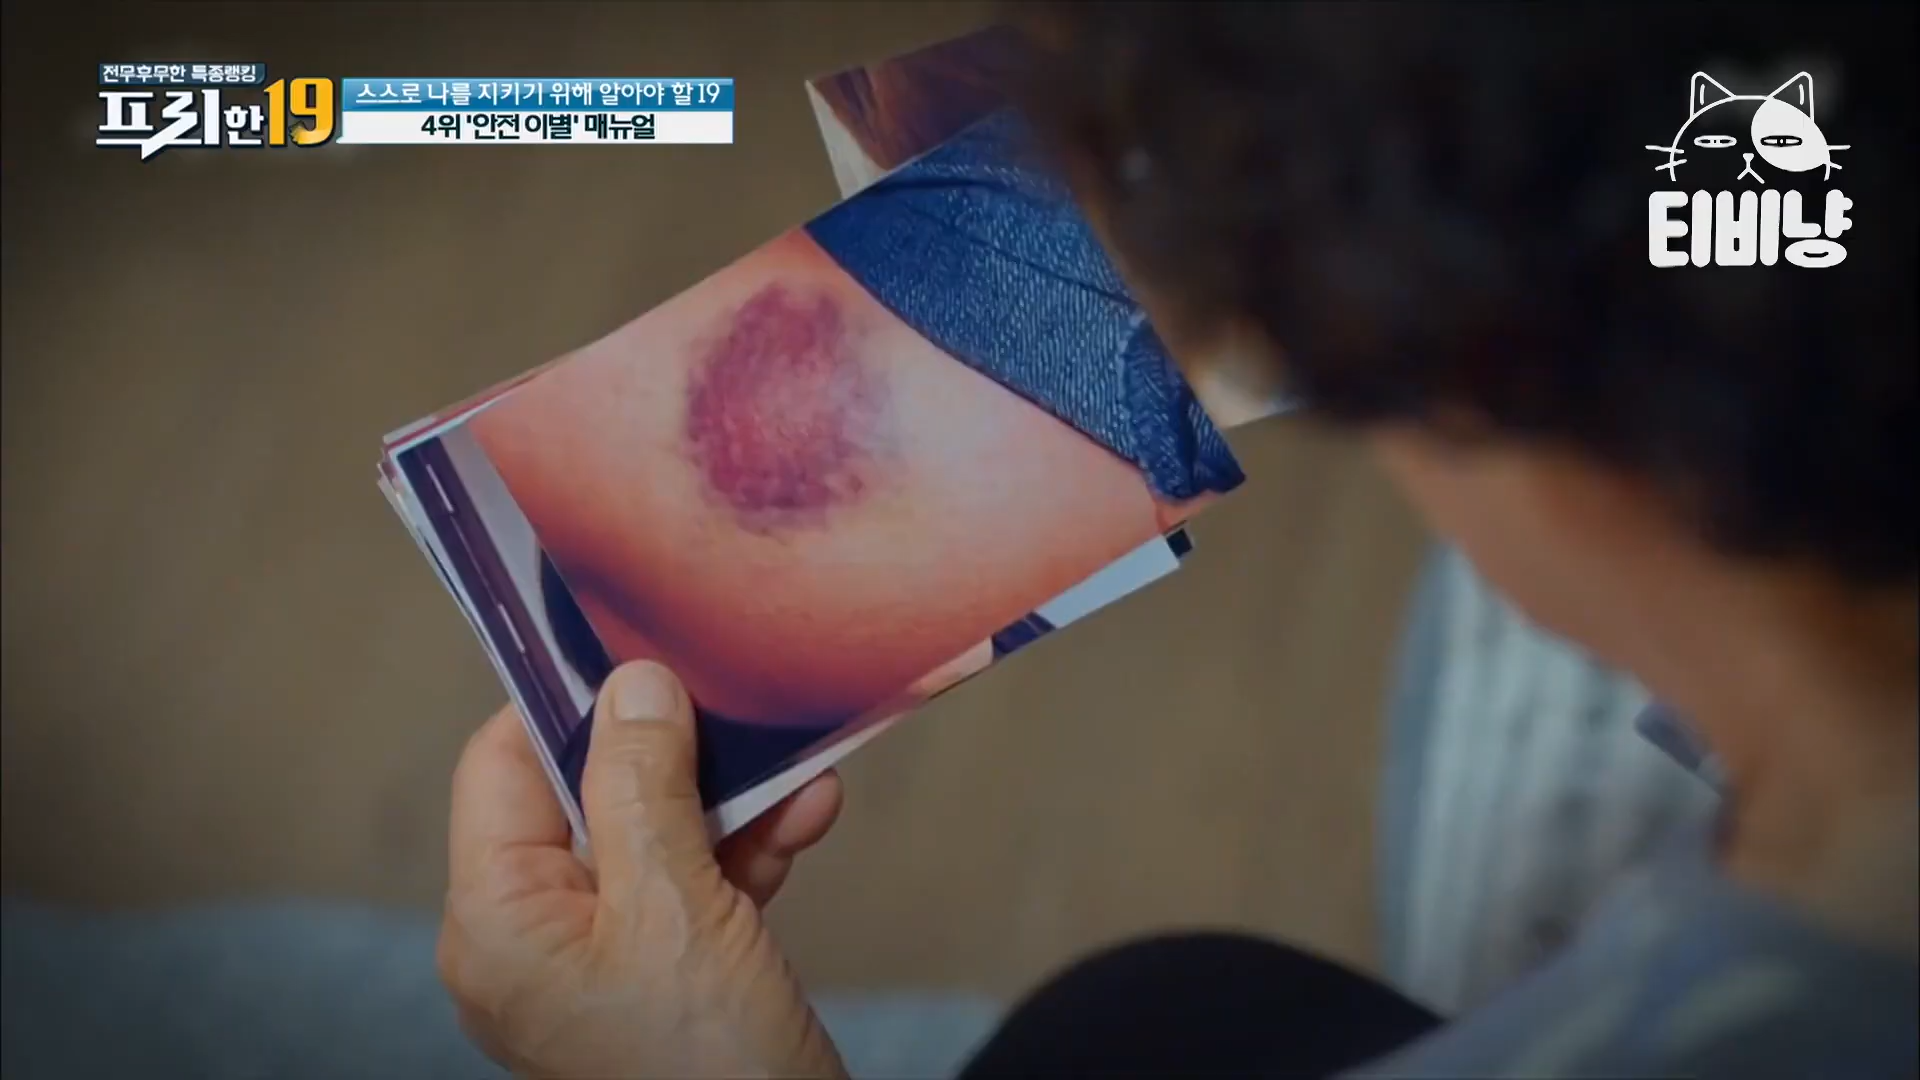 전무후무한 특종랭킹
프리한19
스스로 나를 지키기 위해 알아야 할 19
4위 '안전 이별' 매뉴얼
티비냥